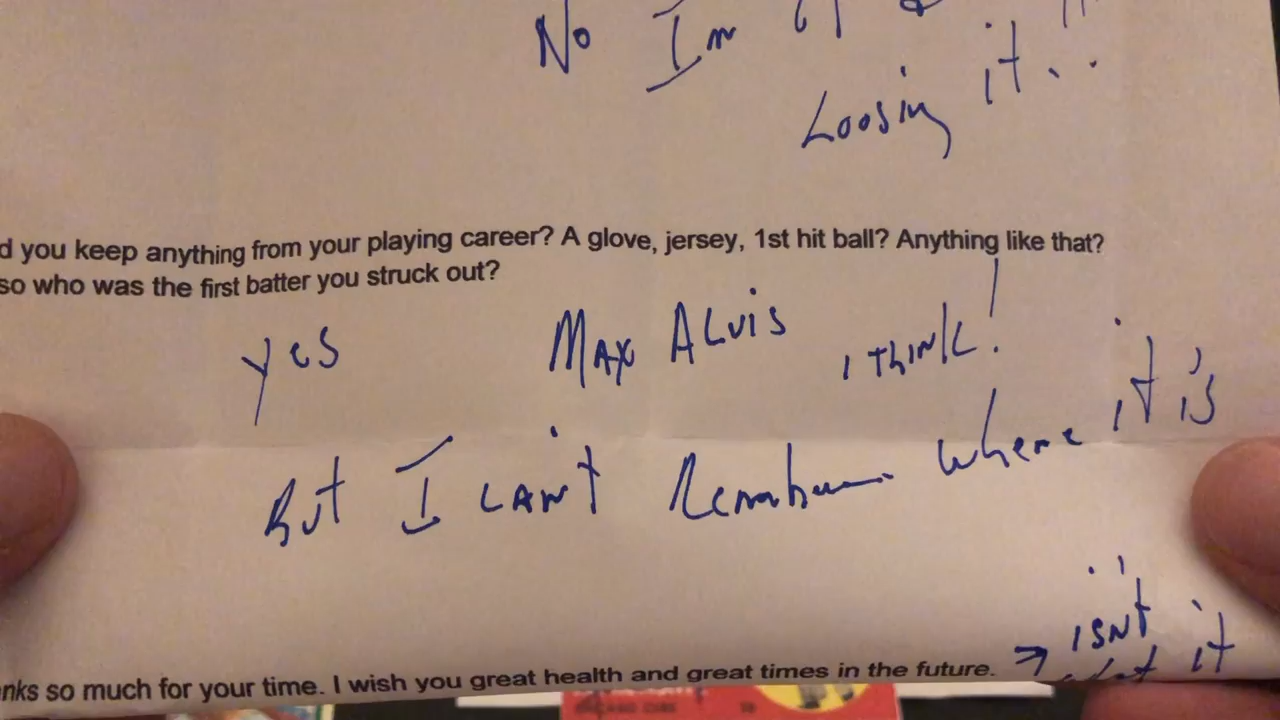 No Im
Loosing it..
d you keep anything from your playing career? A glove, jersey, 1st hit ball? Anything like that?
so who was the first batter you struck out?
yes Max Alvis I think!
But I can't Remember where it is
nks so much for your time. I wish you great health and great times in the future. → isnt
it